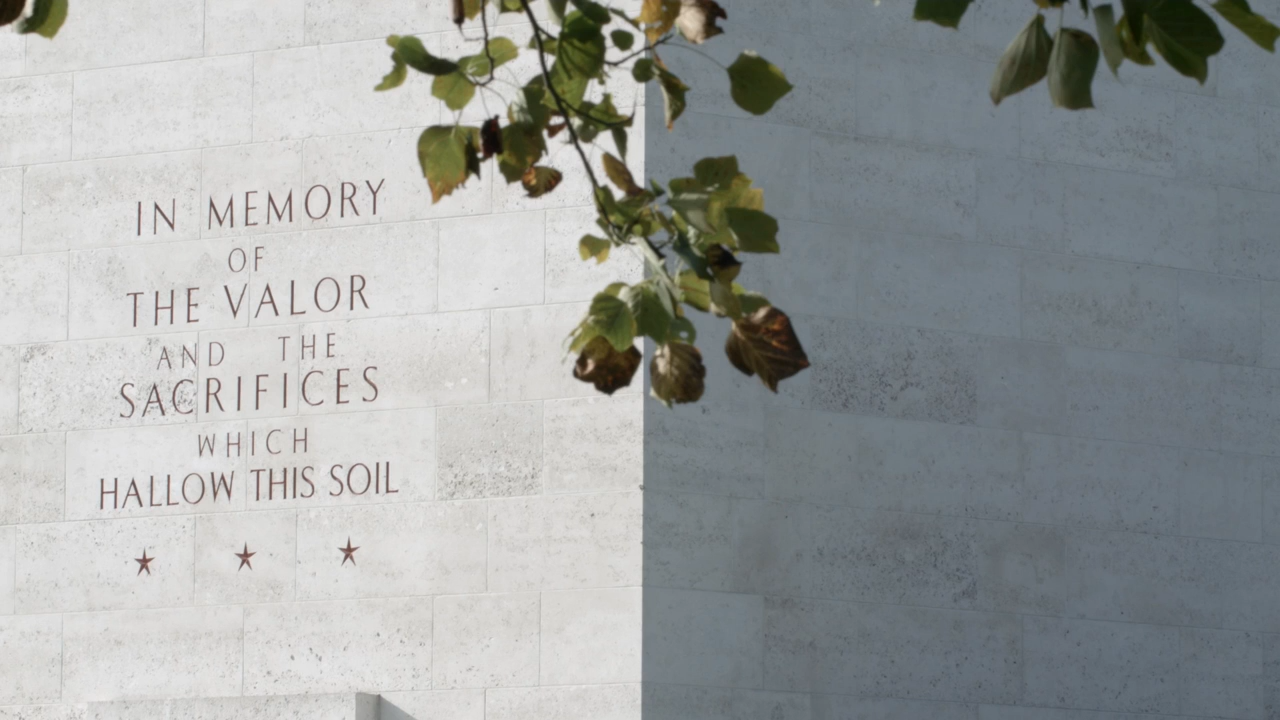 IN MEMORY
OF
THE VALOR
AND THE
SACRIFICES
WHICH
HALLOW THIS SOIL